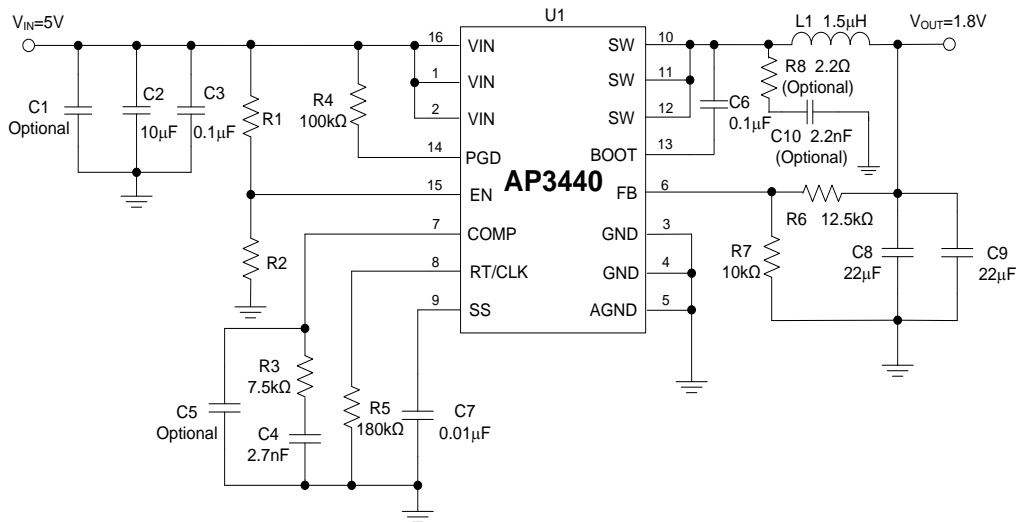 U1
V_IN=5V
V_OUT=1.8V
L1 1.5μH
16 VIN
1 VIN
2 VIN
14 PGD
15 EN
7 COMP
8 RT/CLK
9 SS
AP3440
SW 10
SW 11
SW 12
BOOT 13
FB 6
GND 3
GND 4
AGND 5
C1
Optional
C2
10μF
C3
0.1μF
R1
R4
100kΩ
R2
C6
0.1μF
R8 2.2Ω
(Optional)
C10 2.2nF
(Optional)
R6 12.5kΩ
R7
10kΩ
C8
22μF
C9
22μF
C5
Optional
R3
7.5kΩ
C4
2.7nF
R5
180kΩ
C7
0.01μF